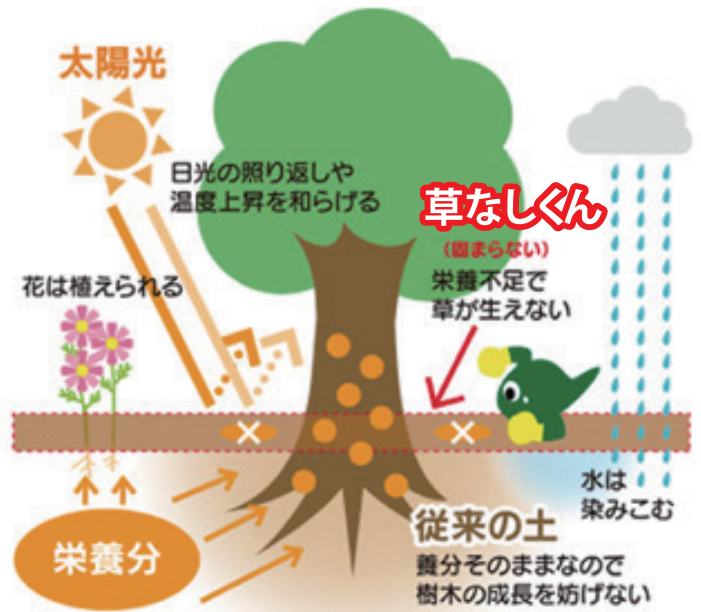 太陽光
日光の照り返しや
温度上昇を和らげる
草なしくん
(固まらない)
栄養不足で
草が生えない
花は植えられる
水は
染みこむ
従来の土
養分そのままなので
樹木の成長を妨げない
栄養分